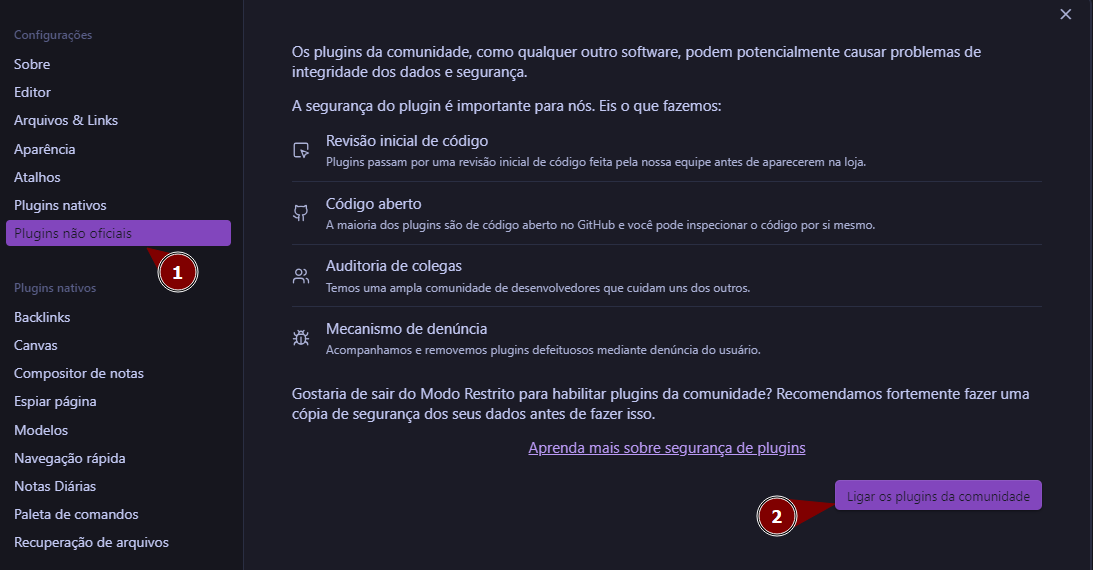 Configurações
Sobre
Editor
Arquivos & Links
Aparência
Atalhos
Plugins nativos
Plugins não oficiais
1
Plugins nativos
Backlinks
Canvas
Compositor de notas
Espiar página
Modelos
Navegação rápida
Notas Diárias
Paleta de comandos
Recuperação de arquivos
Os plugins da comunidade, como qualquer outro software, podem potencialmente causar problemas de
integridade dos dados e segurança.
A segurança do plugin é importante para nós. Eis o que fazemos:
Revisão inicial de código
Plugins passam por uma revisão inicial de código feita pela nossa equipe antes de aparecerem na loja.
Código aberto
A maioria dos plugins são de código aberto no GitHub e você pode inspecionar o código por si mesmo.
Auditoria de colegas
Temos uma ampla comunidade de desenvolvedores que cuidam uns dos outros.
Mecanismo de denúncia
Acompanhamos e removemos plugins defeituosos mediante denúncia do usuário.
Gostaria de sair do Modo Restrito para habilitar plugins da comunidade? Recomendamos fortemente fazer uma
cópia de segurança dos seus dados antes de fazer isso.
Aprenda mais sobre segurança de plugins
Ligar os plugins da comunidade
2